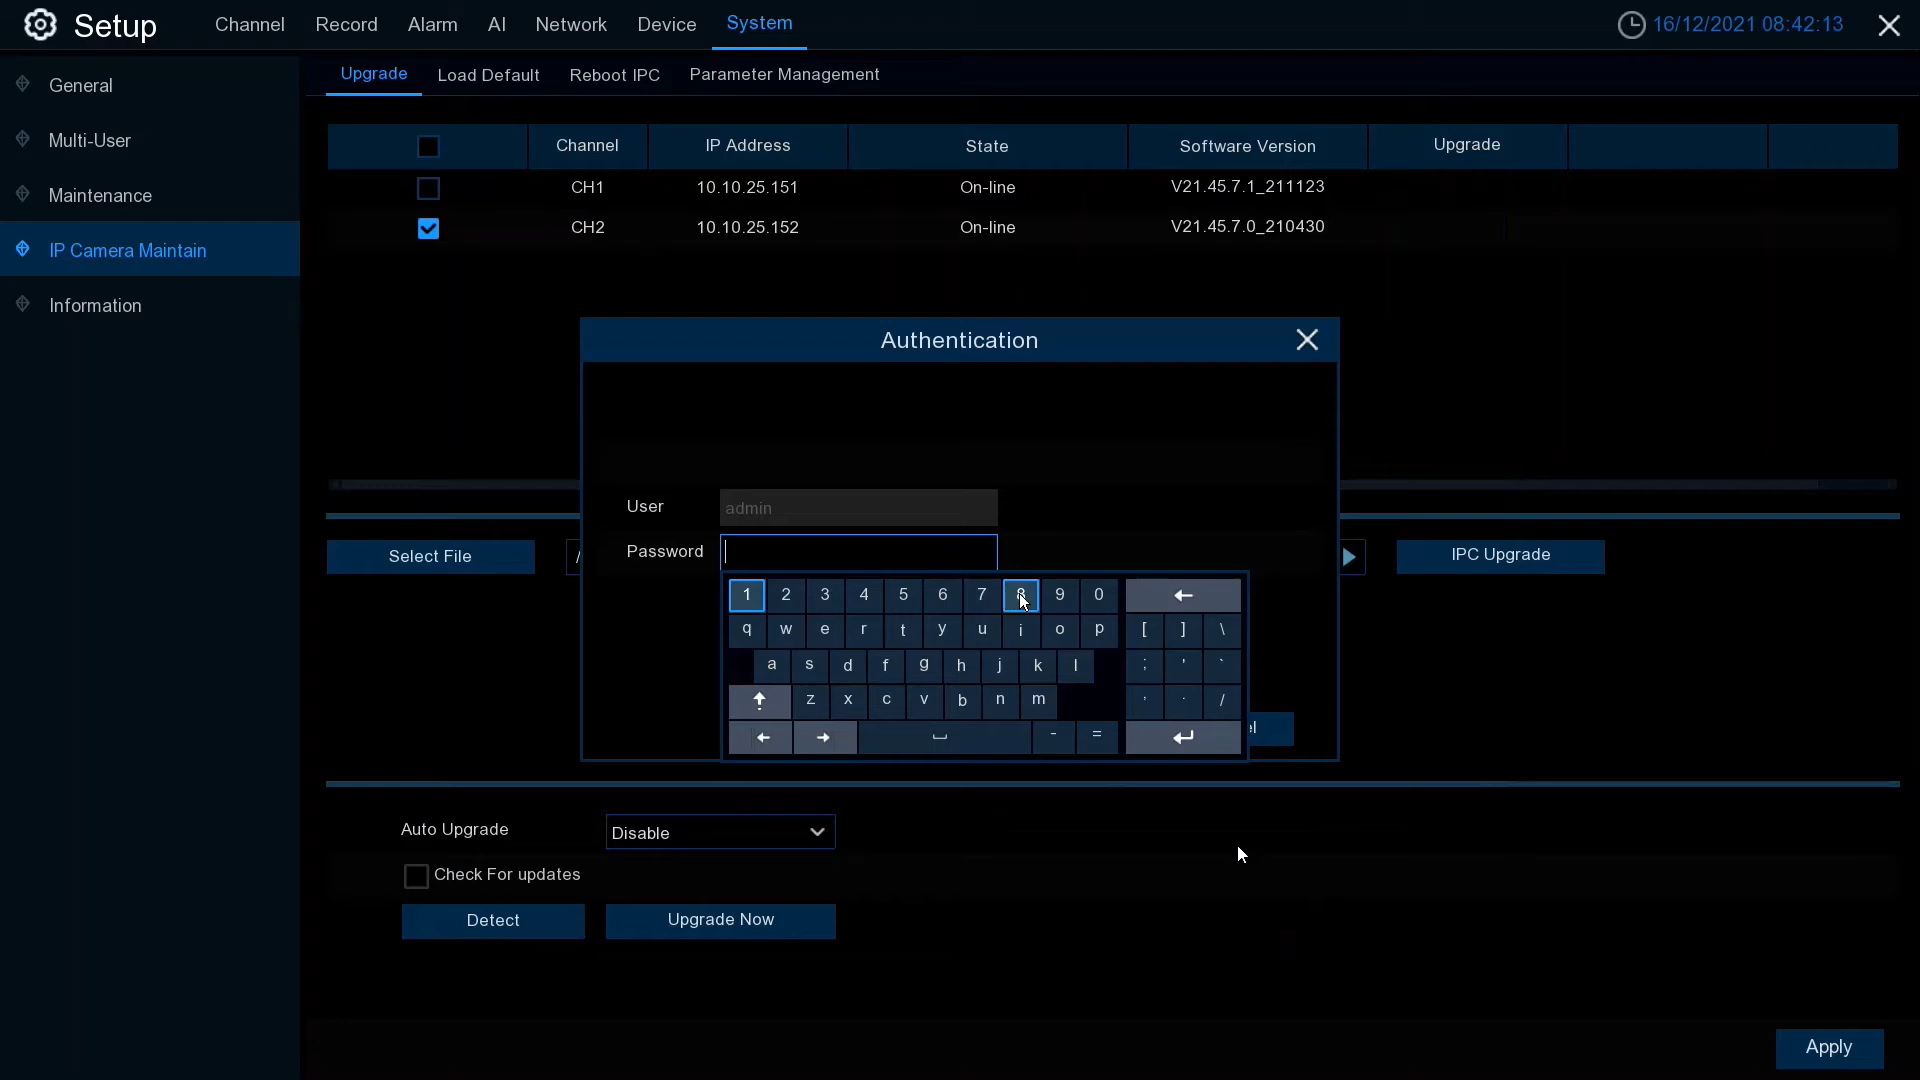 Setup Channel Record Alarm AI Network Device System 16/12/2021 08:42:13
General
Multi-User
Maintenance
IP Camera Maintain
Information
Upgrade Load Default Reboot IPC Parameter Management
Channel IP Address State Software Version Upgrade
CH1 10.10.25.151 On-line V21.45.7.1_211123
CH2 10.10.25.152 On-line V21.45.7.0_210430
Authentication
User admin
Password
Select File / IPC Upgrade
1 2 3 4 5 6 7 8 9 0 ←
q w e r t y u i o p [ ] \
a s d f g h j k l ; ' `
z x c v b n m , . /
← → - =
el
Auto Upgrade Disable
Check For updates
Detect Upgrade Now
Apply